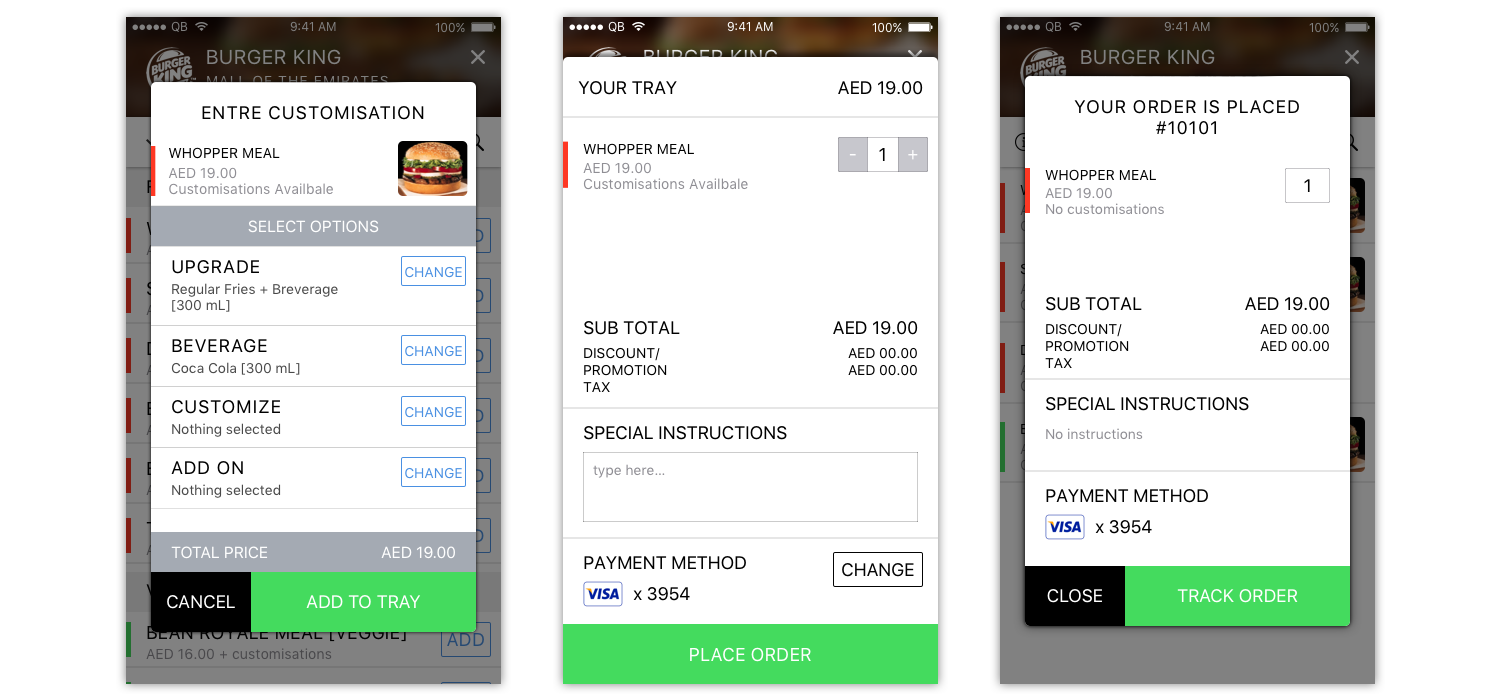 ●●●●● QB 9:41 AM 100%
BURGER KING
BURGER KING
MALL OF THE EMIRATES
ENTRE CUSTOMISATION
WHOPPER MEAL
AED 19.00
Customisations Availbale
SELECT OPTIONS
UPGRADE
CHANGE
Regular Fries + Breverage
[300 mL]
BEVERAGE
CHANGE
Coca Cola [300 mL]
CUSTOMIZE
CHANGE
Nothing selected
ADD ON
CHANGE
Nothing selected
TOTAL PRICE AED 19.00
CANCEL ADD TO TRAY
BEAN ROYALE MEAL [VEGGIE]
ADD
AED 16.00 + customisations
●●●●● QB 9:41 AM 100%
BURGER KING
YOUR TRAY AED 19.00
WHOPPER MEAL
- 1 +
AED 19.00
Customisations Availbale
SUB TOTAL AED 19.00
DISCOUNT/ AED 00.00
PROMOTION AED 00.00
TAX
SPECIAL INSTRUCTIONS
type here...
PAYMENT METHOD
CHANGE
VISA x 3954
PLACE ORDER
●●●●● QB 9:41 AM 100%
BURGER KING
BURGER
YOUR ORDER IS PLACED
#10101
WHOPPER MEAL
1
AED 19.00
No customisations
SUB TOTAL AED 19.00
DISCOUNT/ AED 00.00
PROMOTION AED 00.00
TAX
SPECIAL INSTRUCTIONS
No instructions
PAYMENT METHOD
VISA x 3954
CLOSE TRACK ORDER